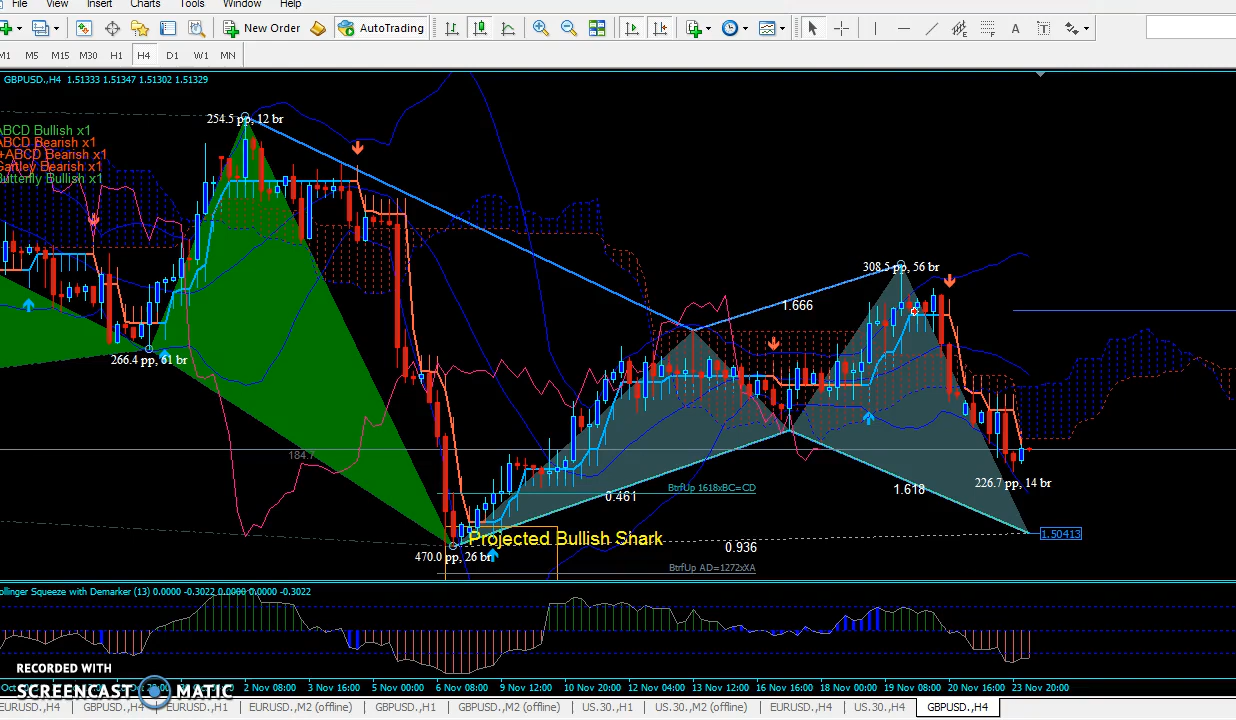 File View Insert Charts Tools Window Help
New Order AutoTrading
M1 M5 M15 M30 H1 H4 D1 W1 MN
GBPUSD.,H4 1.51333 1.51347 1.51302 1.51329
254.5 pp, 12 br
ABCD Bullish x1
ABCD Bearish x1
+ABCD Bearish x1
Gartley Bearish x1
Butterfly Bullish x1
308.5 pp, 56 br
1.666
266.4 pp, 61 br
184.7
226.7 pp, 14 br
BtrfUp 1618xBC=CD
1.618
0.461
Projected Bullish Shark
1.50413
0.936
470.0 pp, 26 br
BtrfUp AD=1272xXA
ollinger Squeeze with Demarker (13) 0.0000 -0.3022 0.0000 0.0000 -0.3022
RECORDED WITH
SCREENCAST MATIC
2 Nov 08:00 3 Nov 16:00 5 Nov 00:00 6 Nov 08:00 9 Nov 12:00 10 Nov 20:00 12 Nov 04:00 13 Nov 12:00 16 Nov 16:00 18 Nov 00:00 19 Nov 08:00 20 Nov 16:00 23 Nov 20:00
EURUSD.,H4 GBPUSD.,H4 EURUSD.,H1 EURUSD.,M2 (offline) GBPUSD.,H1 GBPUSD.,M2 (offline) US.30.,H1 US.30.,M2 (offline) EURUSD.,H4 US.30.,H4 GBPUSD.,H4